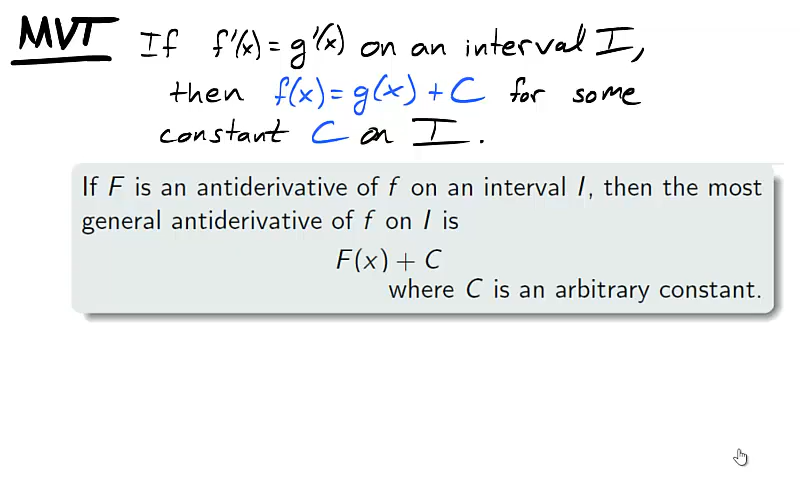 MVT If f'(x) = g'(x) on an interval I,
then f(x) = g(x) + C for some
constant C on I.
If F is an antiderivative of f on an interval I, then the most
general antiderivative of f on I is
F(x) + C
where C is an arbitrary constant.